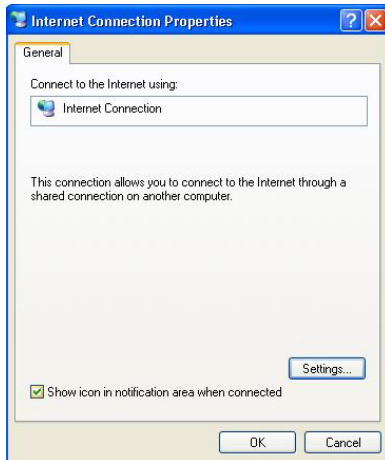 Internet Connection Properties
General
Connect to the Internet using:
Internet Connection
This connection allows you to connect to the Internet through a
shared connection on another computer.
Settings...
Show icon in notification area when connected
OK
Cancel